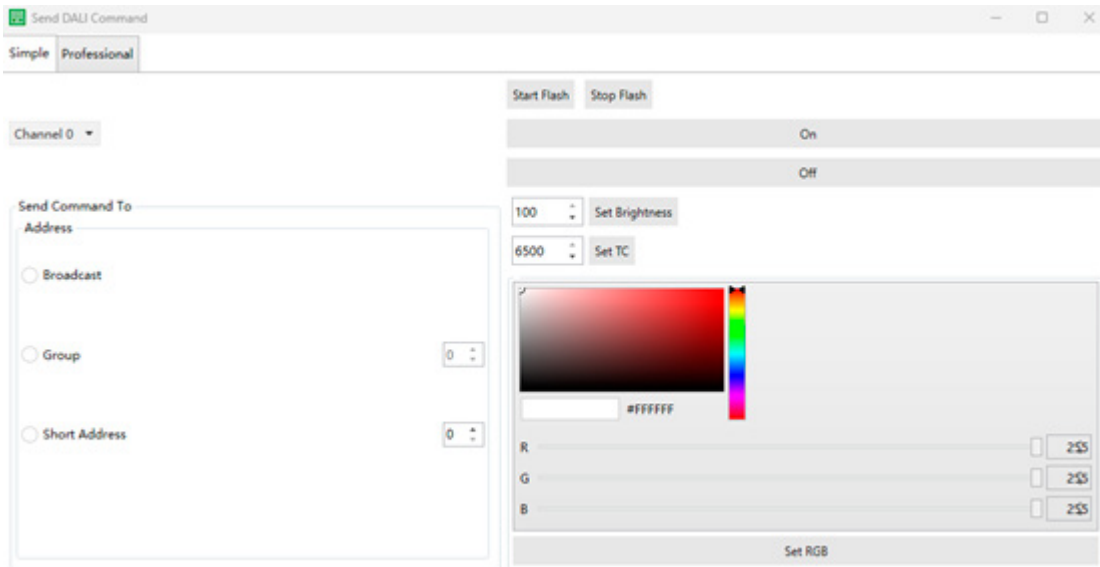 Send DALI Command
Simple Professional
Start Flash Stop Flash
Channel 0
On
Off
Send Command To
Address
100 Set Brightness
6500 Set TC
Broadcast
Group 0
Short Address 0
#FFFFFF
R 255
G 255
B 255
Set RGB